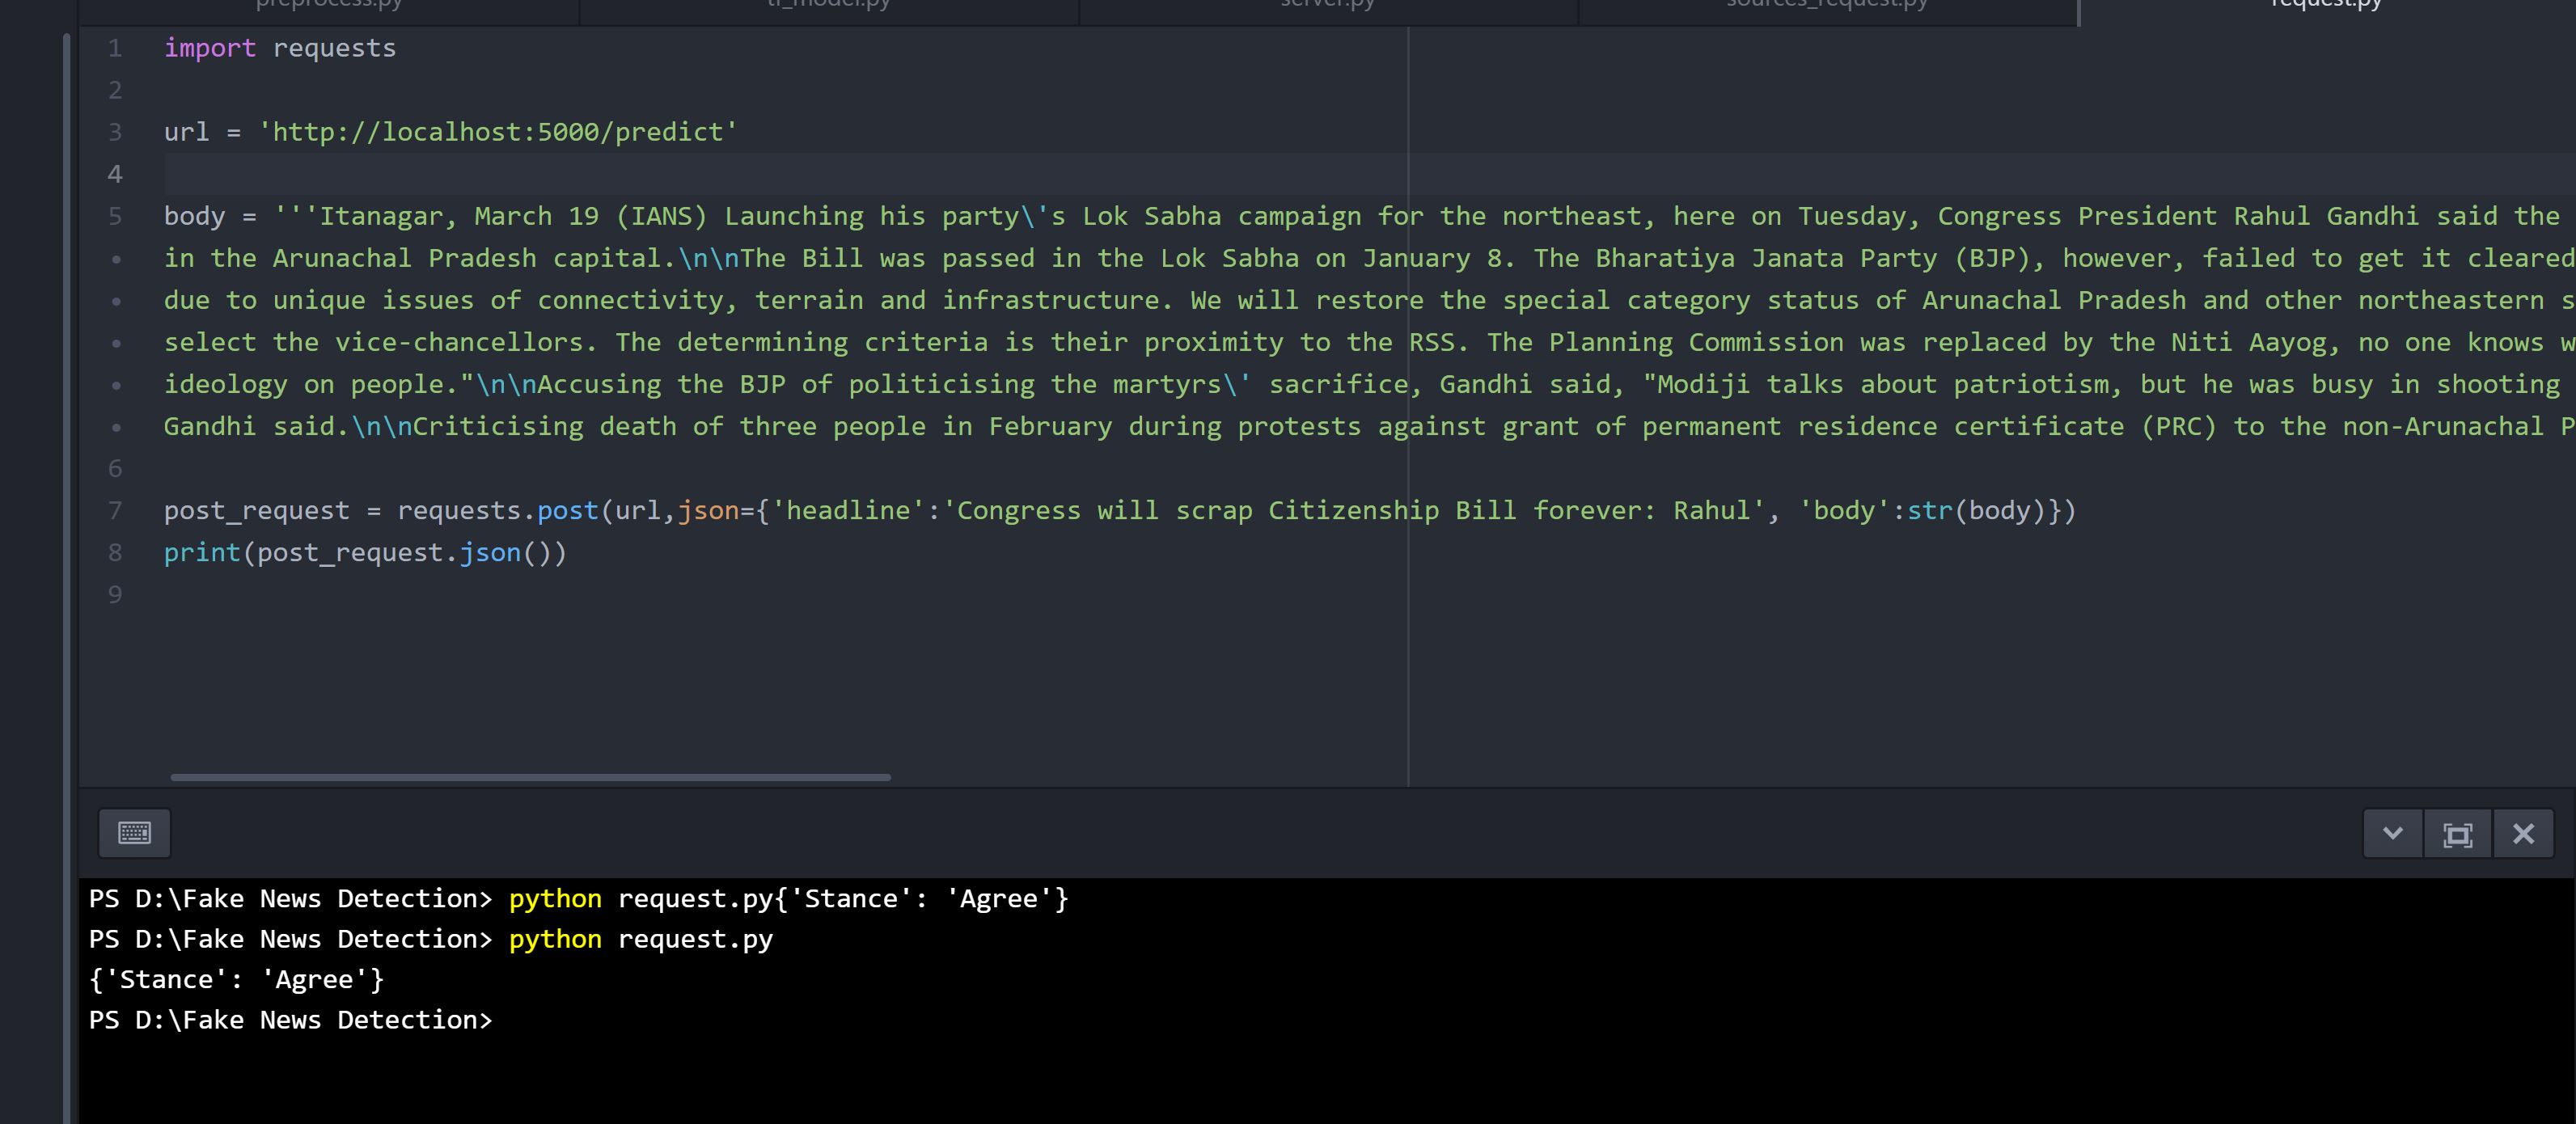 preprocess.py
tf_model.py
server.py
sources_request.py
request.py
1 import requests
2
3 url = 'http://localhost:5000/predict'
4
5 body = '''Itanagar, March 19 (IANS) Launching his party\'s Lok Sabha campaign for the northeast, here on Tuesday, Congress President Rahul Gandhi said the
• in the Arunachal Pradesh capital.\n\nThe Bill was passed in the Lok Sabha on January 8. The Bharatiya Janata Party (BJP), however, failed to get it cleared
• due to unique issues of connectivity, terrain and infrastructure. We will restore the special category status of Arunachal Pradesh and other northeastern s
• select the vice-chancellors. The determining criteria is their proximity to the RSS. The Planning Commission was replaced by the Niti Aayog, no one knows w
• ideology on people."\n\nAccusing the BJP of politicising the martyrs\' sacrifice, Gandhi said, "Modiji talks about patriotism, but he was busy in shooting
• Gandhi said.\n\nCriticising death of three people in February during protests against grant of permanent residence certificate (PRC) to the non-Arunachal P
6
7 post_request = requests.post(url,json={'headline':'Congress will scrap Citizenship Bill forever: Rahul', 'body':str(body)})
8 print(post_request.json())
9
PS D:\Fake News Detection> python request.py{'Stance': 'Agree'}
PS D:\Fake News Detection> python request.py
{'Stance': 'Agree'}
PS D:\Fake News Detection>